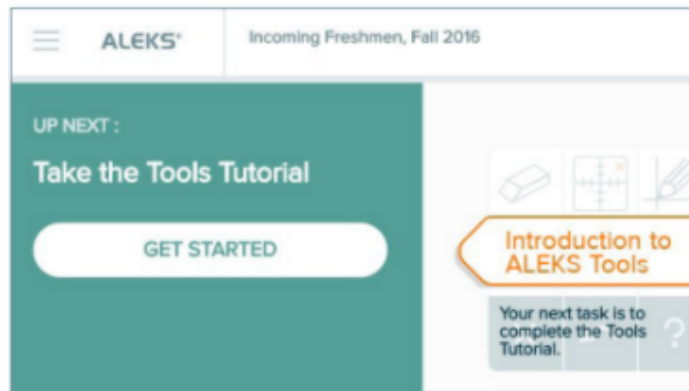 ALEKS®
Incoming Freshmen, Fall 2016
UP NEXT :
Take the Tools Tutorial
GET STARTED
Introduction to
ALEKS Tools
Your next task is to
complete the Tools
Tutorial.
?